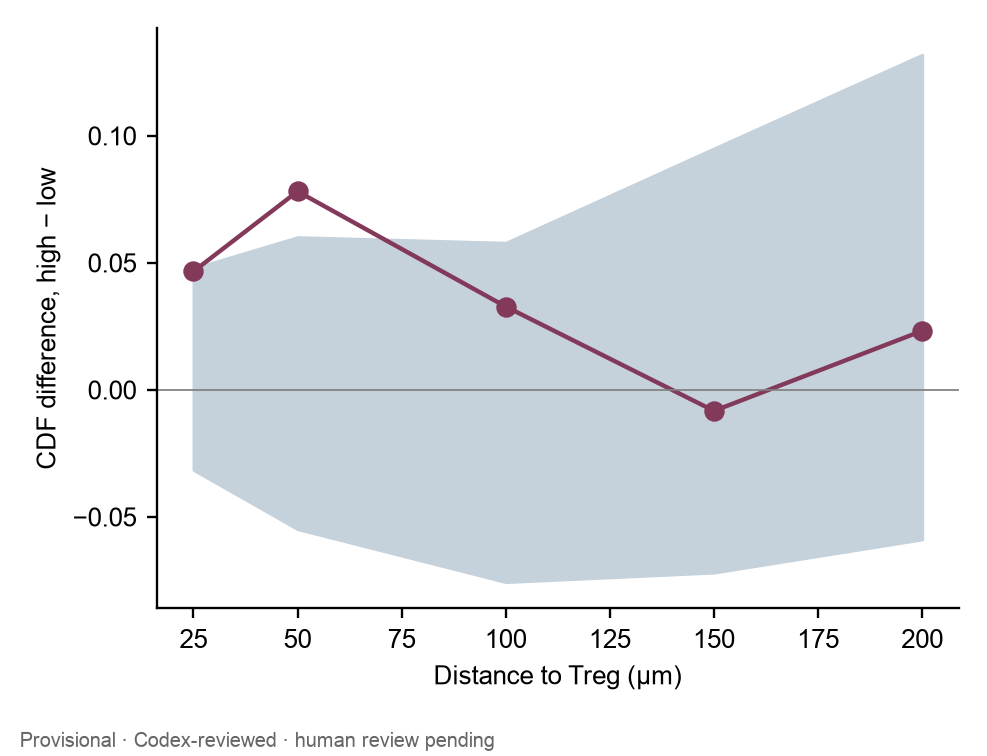 CDF difference, high − low
0.10
0.05
0.00
−0.05
25 50 75 100 125 150 175 200
Distance to Treg (μm)
Provisional · Codex-reviewed · human review pending